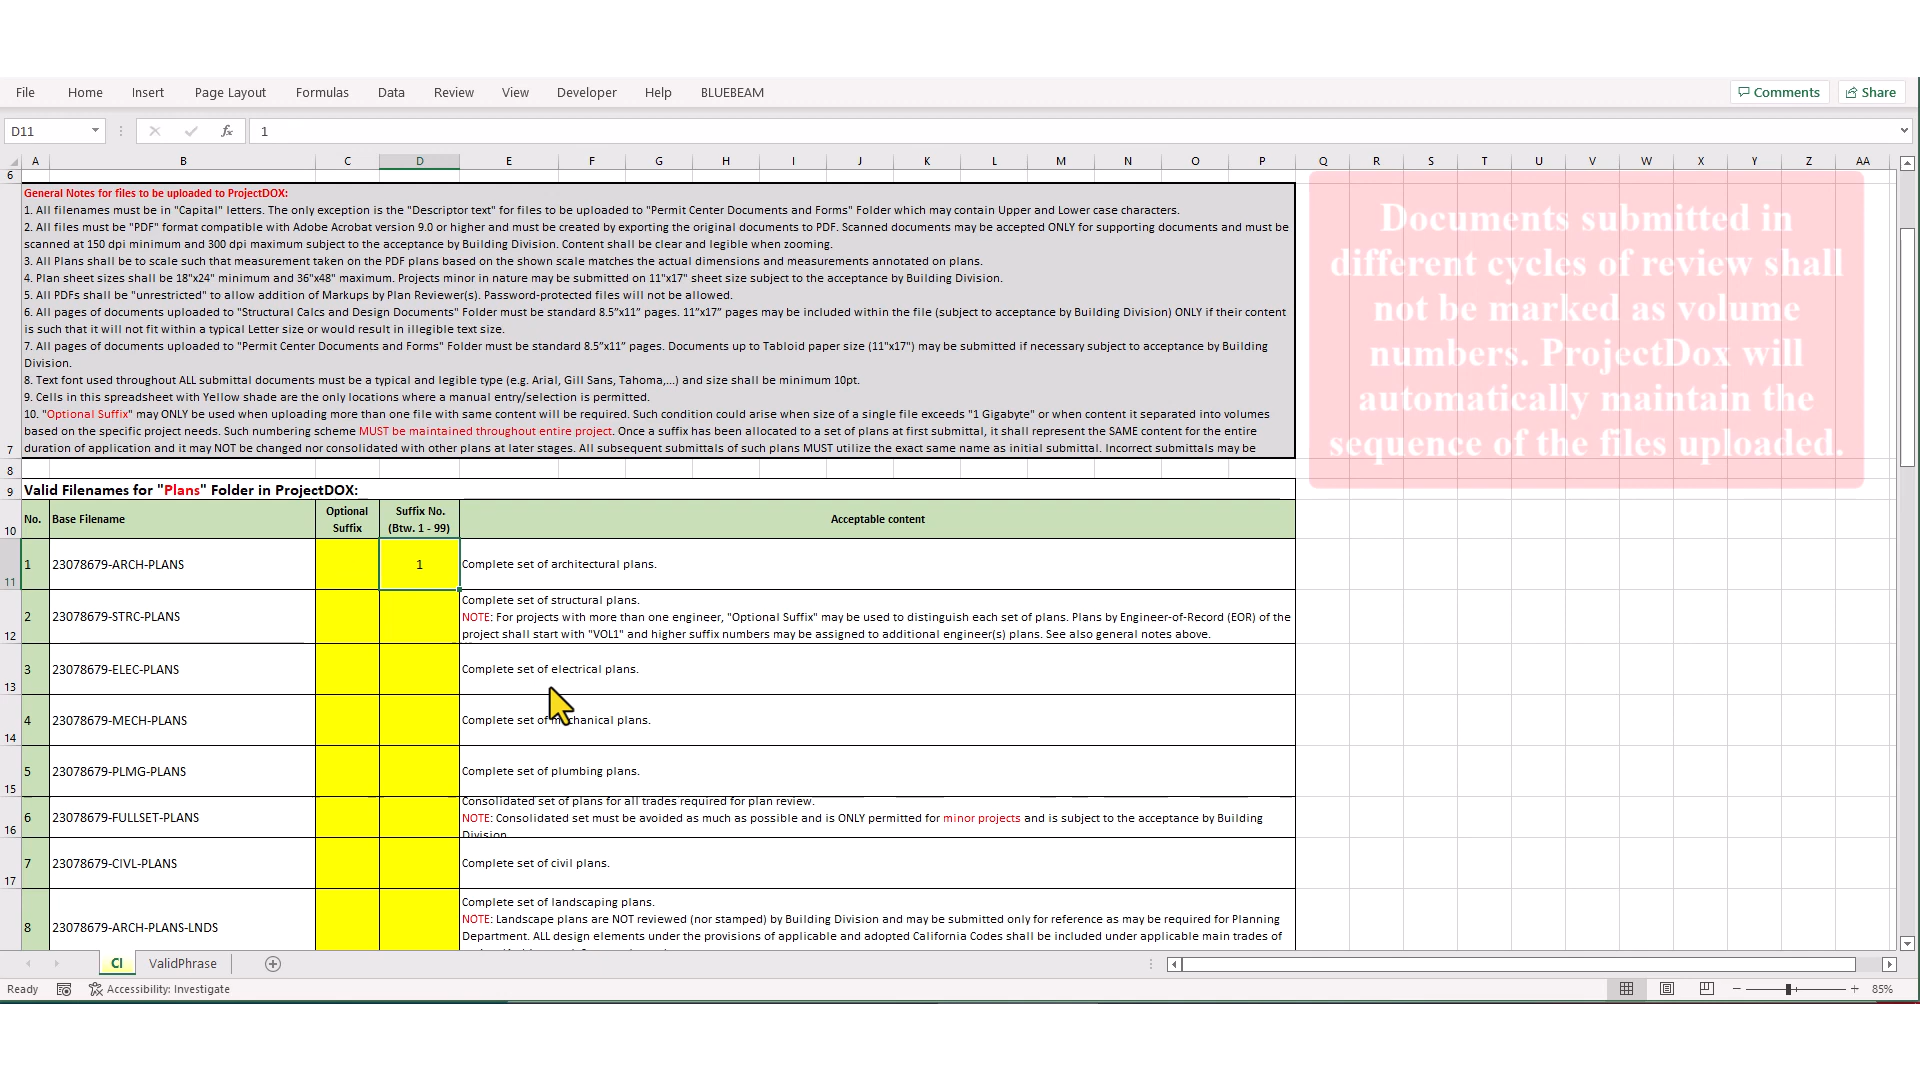 File Home Insert Page Layout Formulas Data Review View Developer Help BLUEBEAM Comments Share
D11 fx 1
A B C D E F G H I J K L M N O P Q R S T U V W X Y Z AA
6
General Notes for files to be uploaded to ProjectDOX:
1. All filenames must be in "Capital" letters. The only exception is the "Descriptor text" for files to be uploaded to "Permit Center Documents and Forms" Folder which may contain Upper and Lower case characters.
2. All files must be "PDF" format compatible with Adobe Acrobat version 9.0 or higher and must be created by exporting the original documents to PDF. Scanned documents may be accepted ONLY for supporting documents and must be
scanned at 150 dpi minimum and 300 dpi maximum subject to the acceptance by Building Division. Content shall be clear and legible when zooming.
3. All Plans shall be to scale such that measurement taken on the PDF plans based on the shown scale matches the actual dimensions and measurements annotated on plans.
4. Plan sheet sizes shall be 18"x24" minimum and 36"x48" maximum. Projects minor in nature may be submitted on 11"x17" sheet size subject to the acceptance by Building Division.
5. All PDFs shall be "unrestricted" to allow addition of Markups by Plan Reviewer(s). Password-protected files will not be allowed.
6. All pages of documents uploaded to "Structural Calcs and Design Documents" Folder must be standard 8.5”x11” pages. 11”x17” pages may be included within the file (subject to acceptance by Building Division) ONLY if their content
is such that it will not fit within a typical Letter size or would result in illegible text size.
7. All pages of documents uploaded to "Permit Center Documents and Forms" Folder must be standard 8.5”x11” pages. Documents up to Tabloid paper size (11"x17") may be submitted if necessary subject to acceptance by Building
Division.
8. Text font used throughout ALL submittal documents must be a typical and legible type (e.g. Arial, Gill Sans, Tahoma,...) and size shall be minimum 10pt.
9. Cells in this spreadsheet with Yellow shade are the only locations where a manual entry/selection is permitted.
10. "Optional Suffix" may ONLY be used when uploading more than one file with same content will be required. Such condition could arise when size of a single file exceeds "1 Gigabyte" or when content it separated into volumes
based on the specific project needs. Such numbering scheme MUST be maintained throughout entire project. Once a suffix has been allocated to a set of plans at first submittal, it shall represent the SAME content for the entire
7 duration of application and it may NOT be changed nor consolidated with other plans at later stages. All subsequent submittals of such plans MUST utilize the exact same name as initial submittal. Incorrect submittals may be
Documents submitted in
different cycles of review shall
not be marked as volume
numbers. ProjectDox will
automatically maintain the
sequence of the files uploaded.
8
9 Valid Filenames for "Plans" Folder in ProjectDOX:
10 No. Base Filename Optional Suffix Suffix No. (Btw. 1 - 99) Acceptable content
11 1 23078679-ARCH-PLANS 1 Complete set of architectural plans.
12 2 23078679-STRC-PLANS Complete set of structural plans.
NOTE: For projects with more than one engineer, "Optional Suffix" may be used to distinguish each set of plans. Plans by Engineer-of-Record (EOR) of the
project shall start with "VOL1" and higher suffix numbers may be assigned to additional engineer(s) plans. See also general notes above.
13 3 23078679-ELEC-PLANS Complete set of electrical plans.
14 4 23078679-MECH-PLANS Complete set of mechanical plans.
15 5 23078679-PLMG-PLANS Complete set of plumbing plans.
16 6 23078679-FULLSET-PLANS Consolidated set of plans for all trades required for plan review.
NOTE: Consolidated set must be avoided as much as possible and is ONLY permitted for minor projects and is subject to the acceptance by Building
Division.
17 7 23078679-CIVL-PLANS Complete set of civil plans.
8 23078679-ARCH-PLANS-LNDS Complete set of landscaping plans.
NOTE: Landscape plans are NOT reviewed (nor stamped) by Building Division and may be submitted only for reference as may be required for Planning
Department. ALL design elements under the provisions of applicable and adopted California Codes shall be included under applicable main trades of
CI ValidPhrase
Ready Accessibility: Investigate 85%